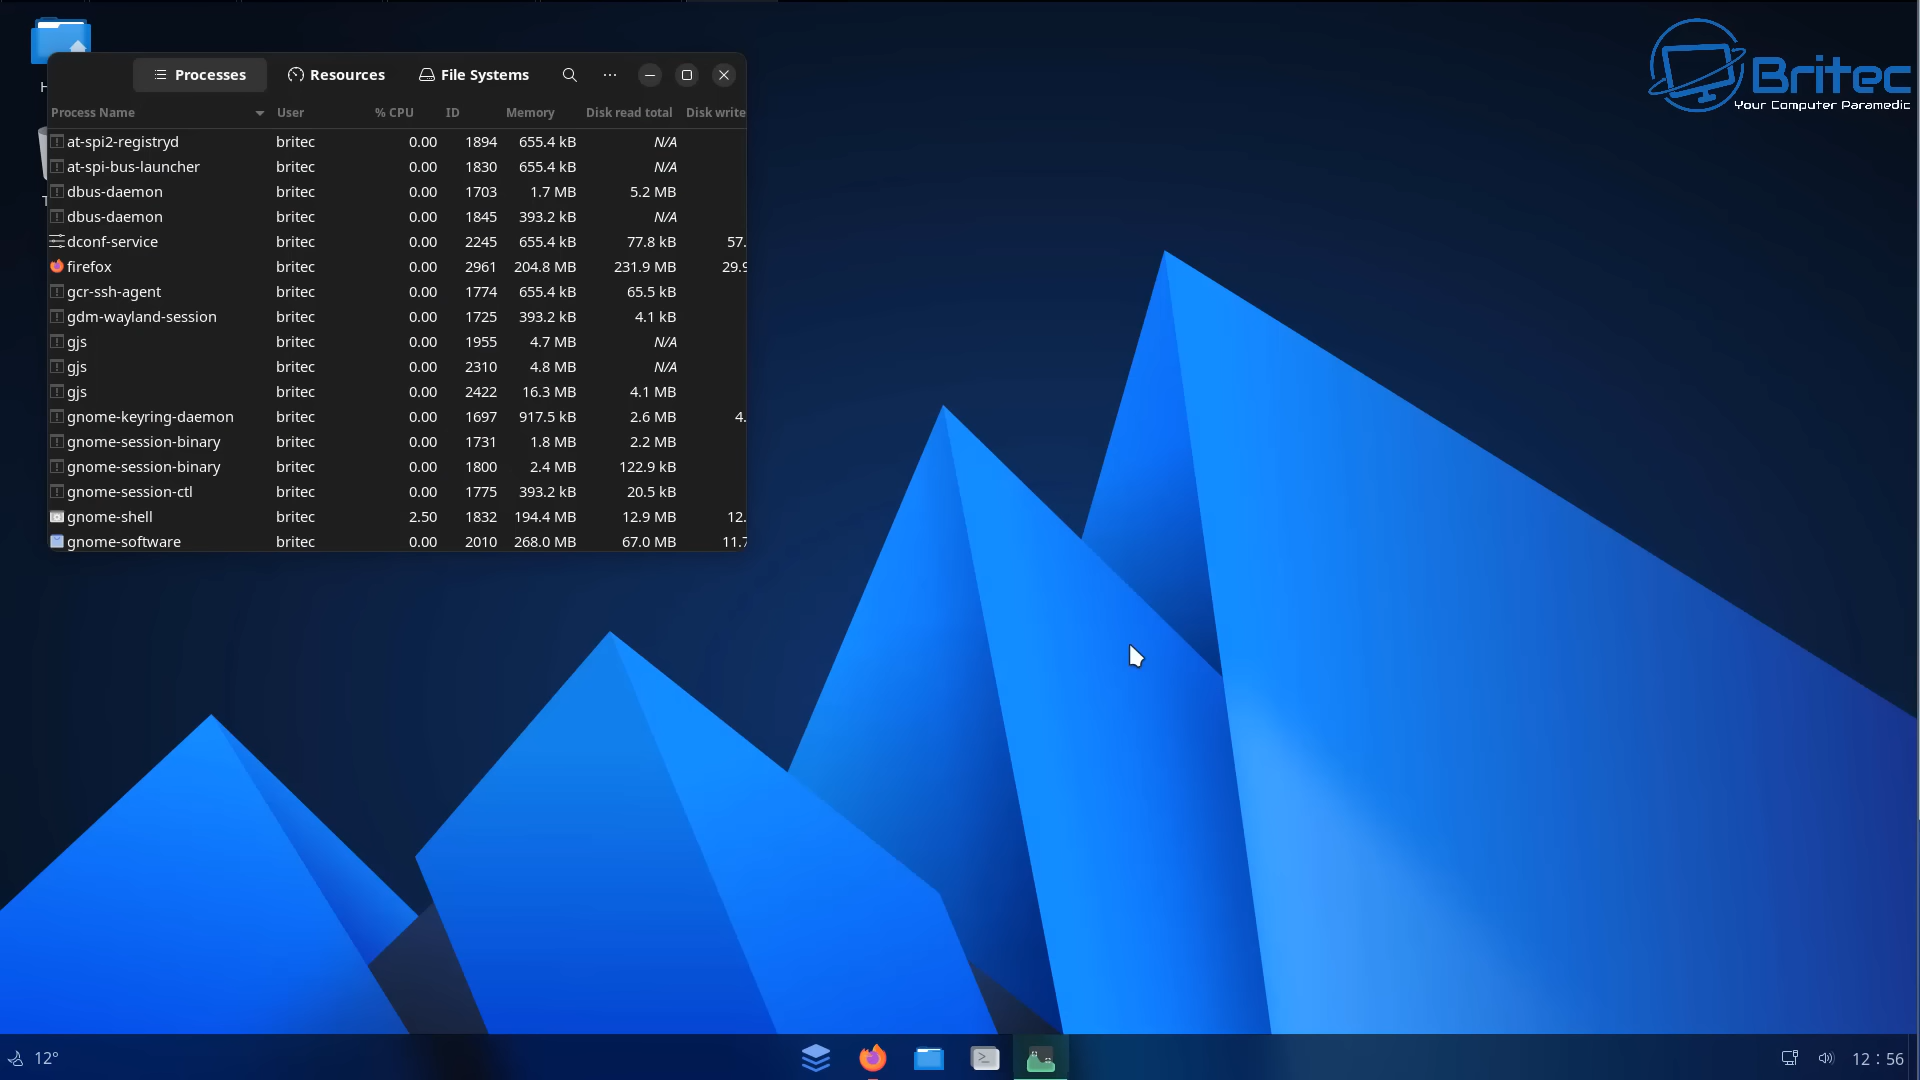 Britec
Your Computer Paramedic
Processes Resources File Systems
Process Name User % CPU ID Memory Disk read total Disk write
at-spi2-registryd britec 0.00 1894 655.4 kB N/A
at-spi-bus-launcher britec 0.00 1830 655.4 kB N/A
dbus-daemon britec 0.00 1703 1.7 MB 5.2 MB
dbus-daemon britec 0.00 1845 393.2 kB N/A
dconf-service britec 0.00 2245 655.4 kB 77.8 kB 57.
firefox britec 0.00 2961 204.8 MB 231.9 MB 29.9
gcr-ssh-agent britec 0.00 1774 655.4 kB 65.5 kB
gdm-wayland-session britec 0.00 1725 393.2 kB 4.1 kB
gjs britec 0.00 1955 4.7 MB N/A
gjs britec 0.00 2310 4.8 MB N/A
gjs britec 0.00 2422 16.3 MB 4.1 MB
gnome-keyring-daemon britec 0.00 1697 917.5 kB 2.6 MB 4.
gnome-session-binary britec 0.00 1731 1.8 MB 2.2 MB
gnome-session-binary britec 0.00 1800 2.4 MB 122.9 kB
gnome-session-ctl britec 0.00 1775 393.2 kB 20.5 kB
gnome-shell britec 2.50 1832 194.4 MB 12.9 MB 12.
gnome-software britec 0.00 2010 268.0 MB 67.0 MB 11.7
12° 12 : 56